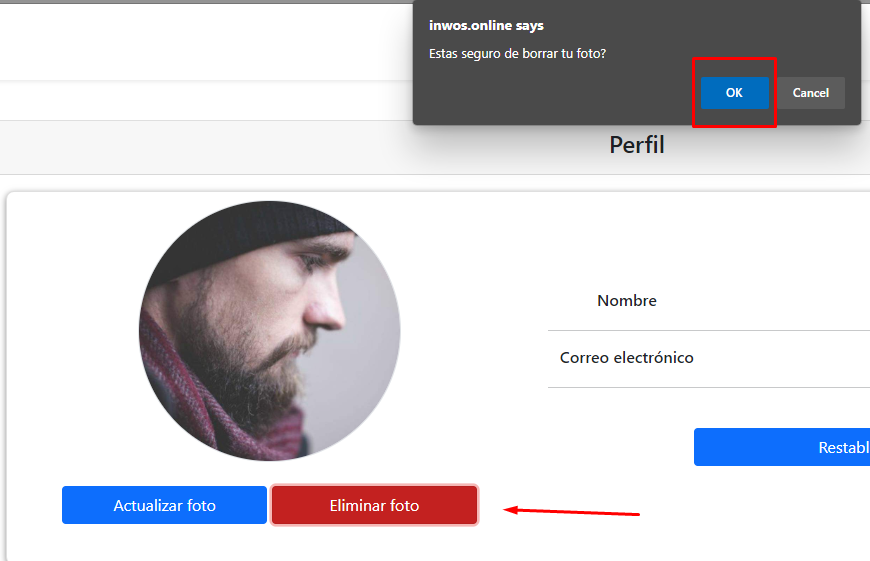 inwos.online says
Estas seguro de borrar tu foto?
OK
Cancel
Perfil
Nombre
Correo electrónico
Restabl
Actualizar foto
Eliminar foto